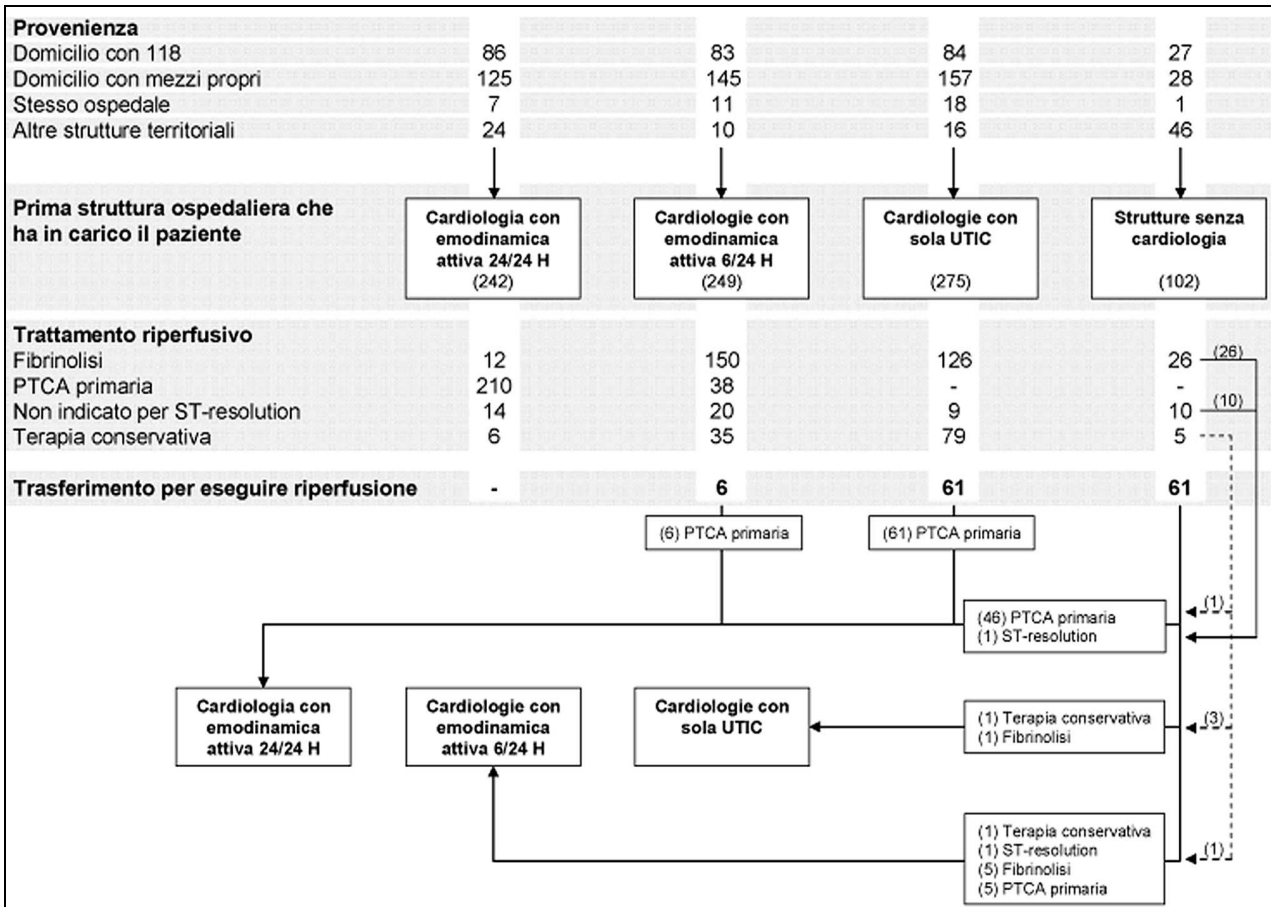 Provenienza
Domicilio con 118 86 83 84 27
Domicilio con mezzi propri 125 145 157 28
Stesso ospedale 7 11 18 1
Altre strutture territoriali 24 10 16 46
Prima struttura ospedaliera che
ha in carico il paziente
Cardiologia con
emodinamica
attiva 24/24 H
(242)
Cardiologie con
emodinamica
attiva 6/24 H
(249)
Cardiologie con
sola UTIC
(275)
Strutture senza
cardiologia
(102)
Trattamento riperfusivo
Fibrinolisi 12 150 126 26 (26)
PTCA primaria 210 38 - -
Non indicato per ST-resolution 14 20 9 10 (10)
Terapia conservativa 6 35 79 5
Trasferimento per eseguire riperfusione - 6 61 61
(6) PTCA primaria
(61) PTCA primaria
(46) PTCA primaria
(1) ST-resolution
(1)
Cardiologia con
emodinamica
attiva 24/24 H
Cardiologie con
emodinamica
attiva 6/24 H
Cardiologie con
sola UTIC
(1) Terapia conservativa
(1) Fibrinolisi
(3)
(1) Terapia conservativa
(1) ST-resolution
(5) Fibrinolisi
(5) PTCA primaria
(1)